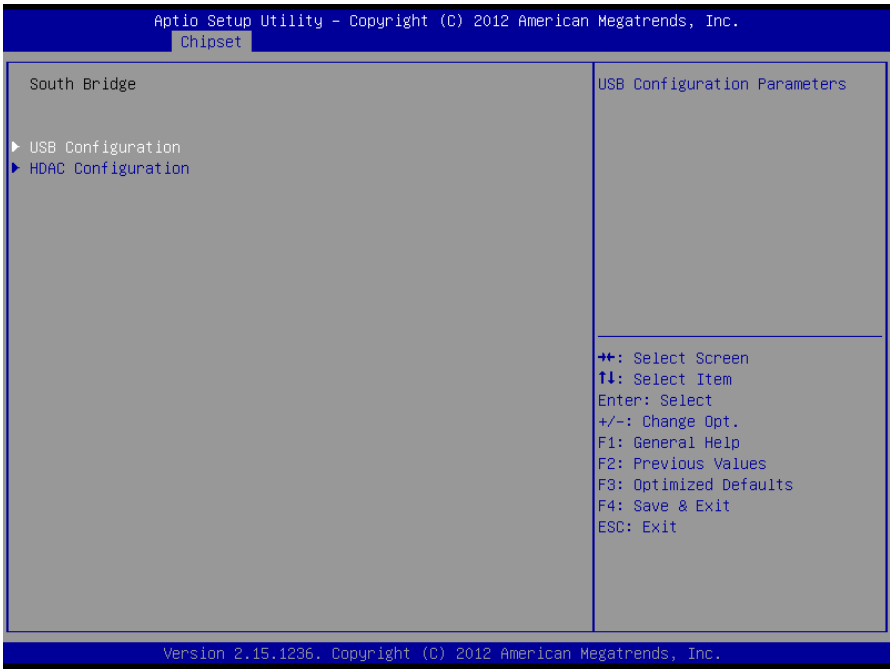 Aptio Setup Utility – Copyright (C) 2012 American Megatrends, Inc.
Chipset
South Bridge
▶ USB Configuration
▶ HDAC Configuration
USB Configuration Parameters
→←: Select Screen
↑↓: Select Item
Enter: Select
+/-: Change Opt.
F1: General Help
F2: Previous Values
F3: Optimized Defaults
F4: Save & Exit
ESC: Exit
Version 2.15.1236. Copyright (C) 2012 American Megatrends, Inc.